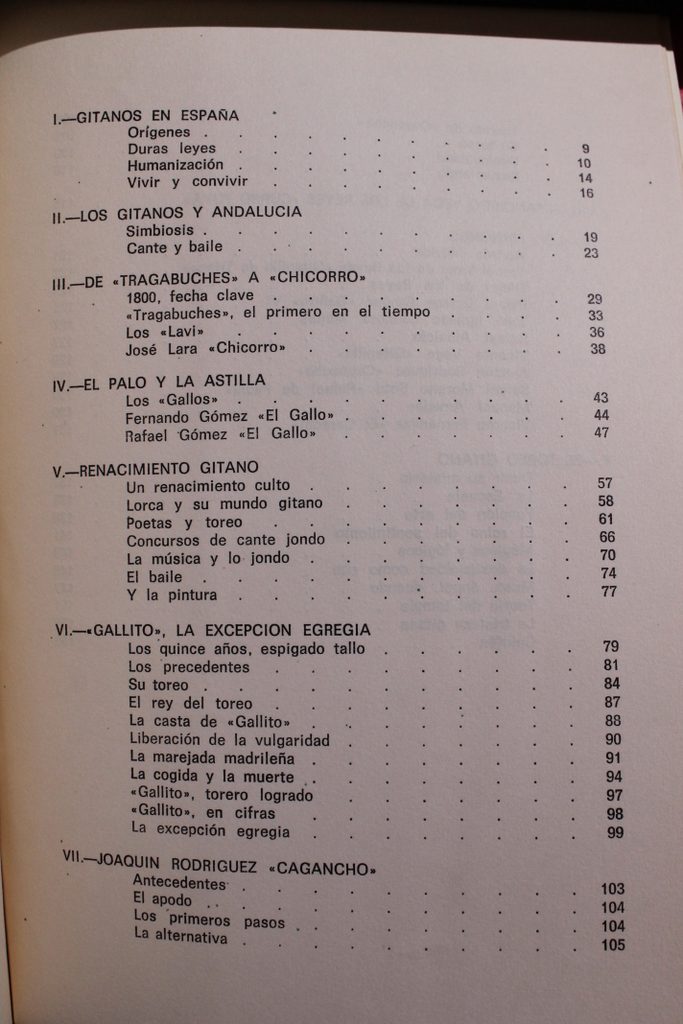 I.—GITANOS EN ESPAÑA
Orígenes . . . . . . . . . . 9
Duras leyes . . . . . . . . . 10
Humanización . . . . . . . . . 14
Vivir y convivir . . . . . . . . 16
II.—LOS GITANOS Y ANDALUCIA
Simbiosis . . . . . . . . . . 19
Cante y baile . . . . . . . . . 23
III.—DE «TRAGABUCHES» A «CHICORRO»
1800, fecha clave . . . . . . . . 29
«Tragabuches», el primero en el tiempo . . . . 33
Los «Lavi» . . . . . . . . . . 36
José Lara «Chicorro» . . . . . . . 38
IV.—EL PALO Y LA ASTILLA
Los «Gallos» . . . . . . . . . 43
Fernando Gómez «El Gallo» . . . . . . . 44
Rafael Gómez «El Gallo» . . . . . . . 47
V.—RENACIMIENTO GITANO
Un renacimiento culto . . . . . . . 57
Lorca y su mundo gitano . . . . . . . 58
Poetas y toreo . . . . . . . . 61
Concursos de cante jondo . . . . . . . 66
La música y lo jondo . . . . . . . . 70
El baile . . . . . . . . . . 74
Y la pintura . . . . . . . . . 77
VI.—«GALLITO», LA EXCEPCION EGREGIA
Los quince años, espigado tallo . . . . . . 79
Los precedentes . . . . . . . . . 81
Su toreo . . . . . . . . . . 84
El rey del toreo . . . . . . . . . 87
La casta de «Gallito» . . . . . . . . 88
Liberación de la vulgaridad . . . . . . . 90
La marejada madrileña . . . . . . . . 91
La cogida y la muerte . . . . . . . . 94
«Gallito», torero logrado . . . . . . . 97
«Gallito», en cifras . . . . . . . . 98
La excepción egregia . . . . . . . . 99
VII.—JOAQUIN RODRIGUEZ «CAGANCHO»
Antecedentes . . . . . . . . . . 103
El apodo . . . . . . . . . . . 104
Los primeros pasos . . . . . . . . 104
La alternativa . . . . . . . . . 105